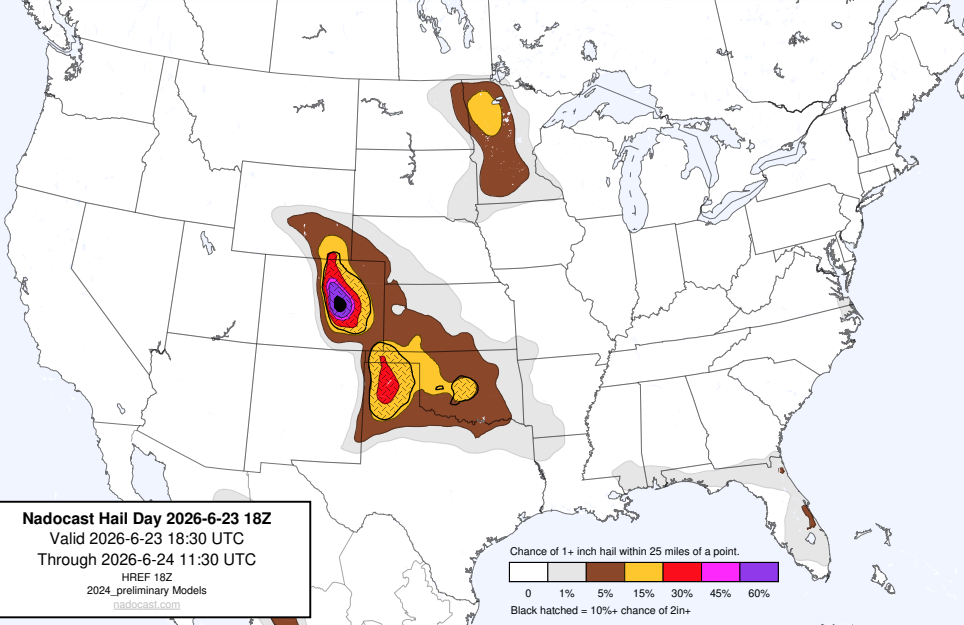 Nadocast Hail Day 2026-6-23 18Z
Valid 2026-6-23 18:30 UTC
Through 2026-6-24 11:30 UTC
HREF 18Z
2024_preliminary Models
nadocast.com
Chance of 1+ inch hail within 25 miles of a point.
0 1% 5% 15% 30% 45% 60%
Black hatched = 10%+ chance of 2in+